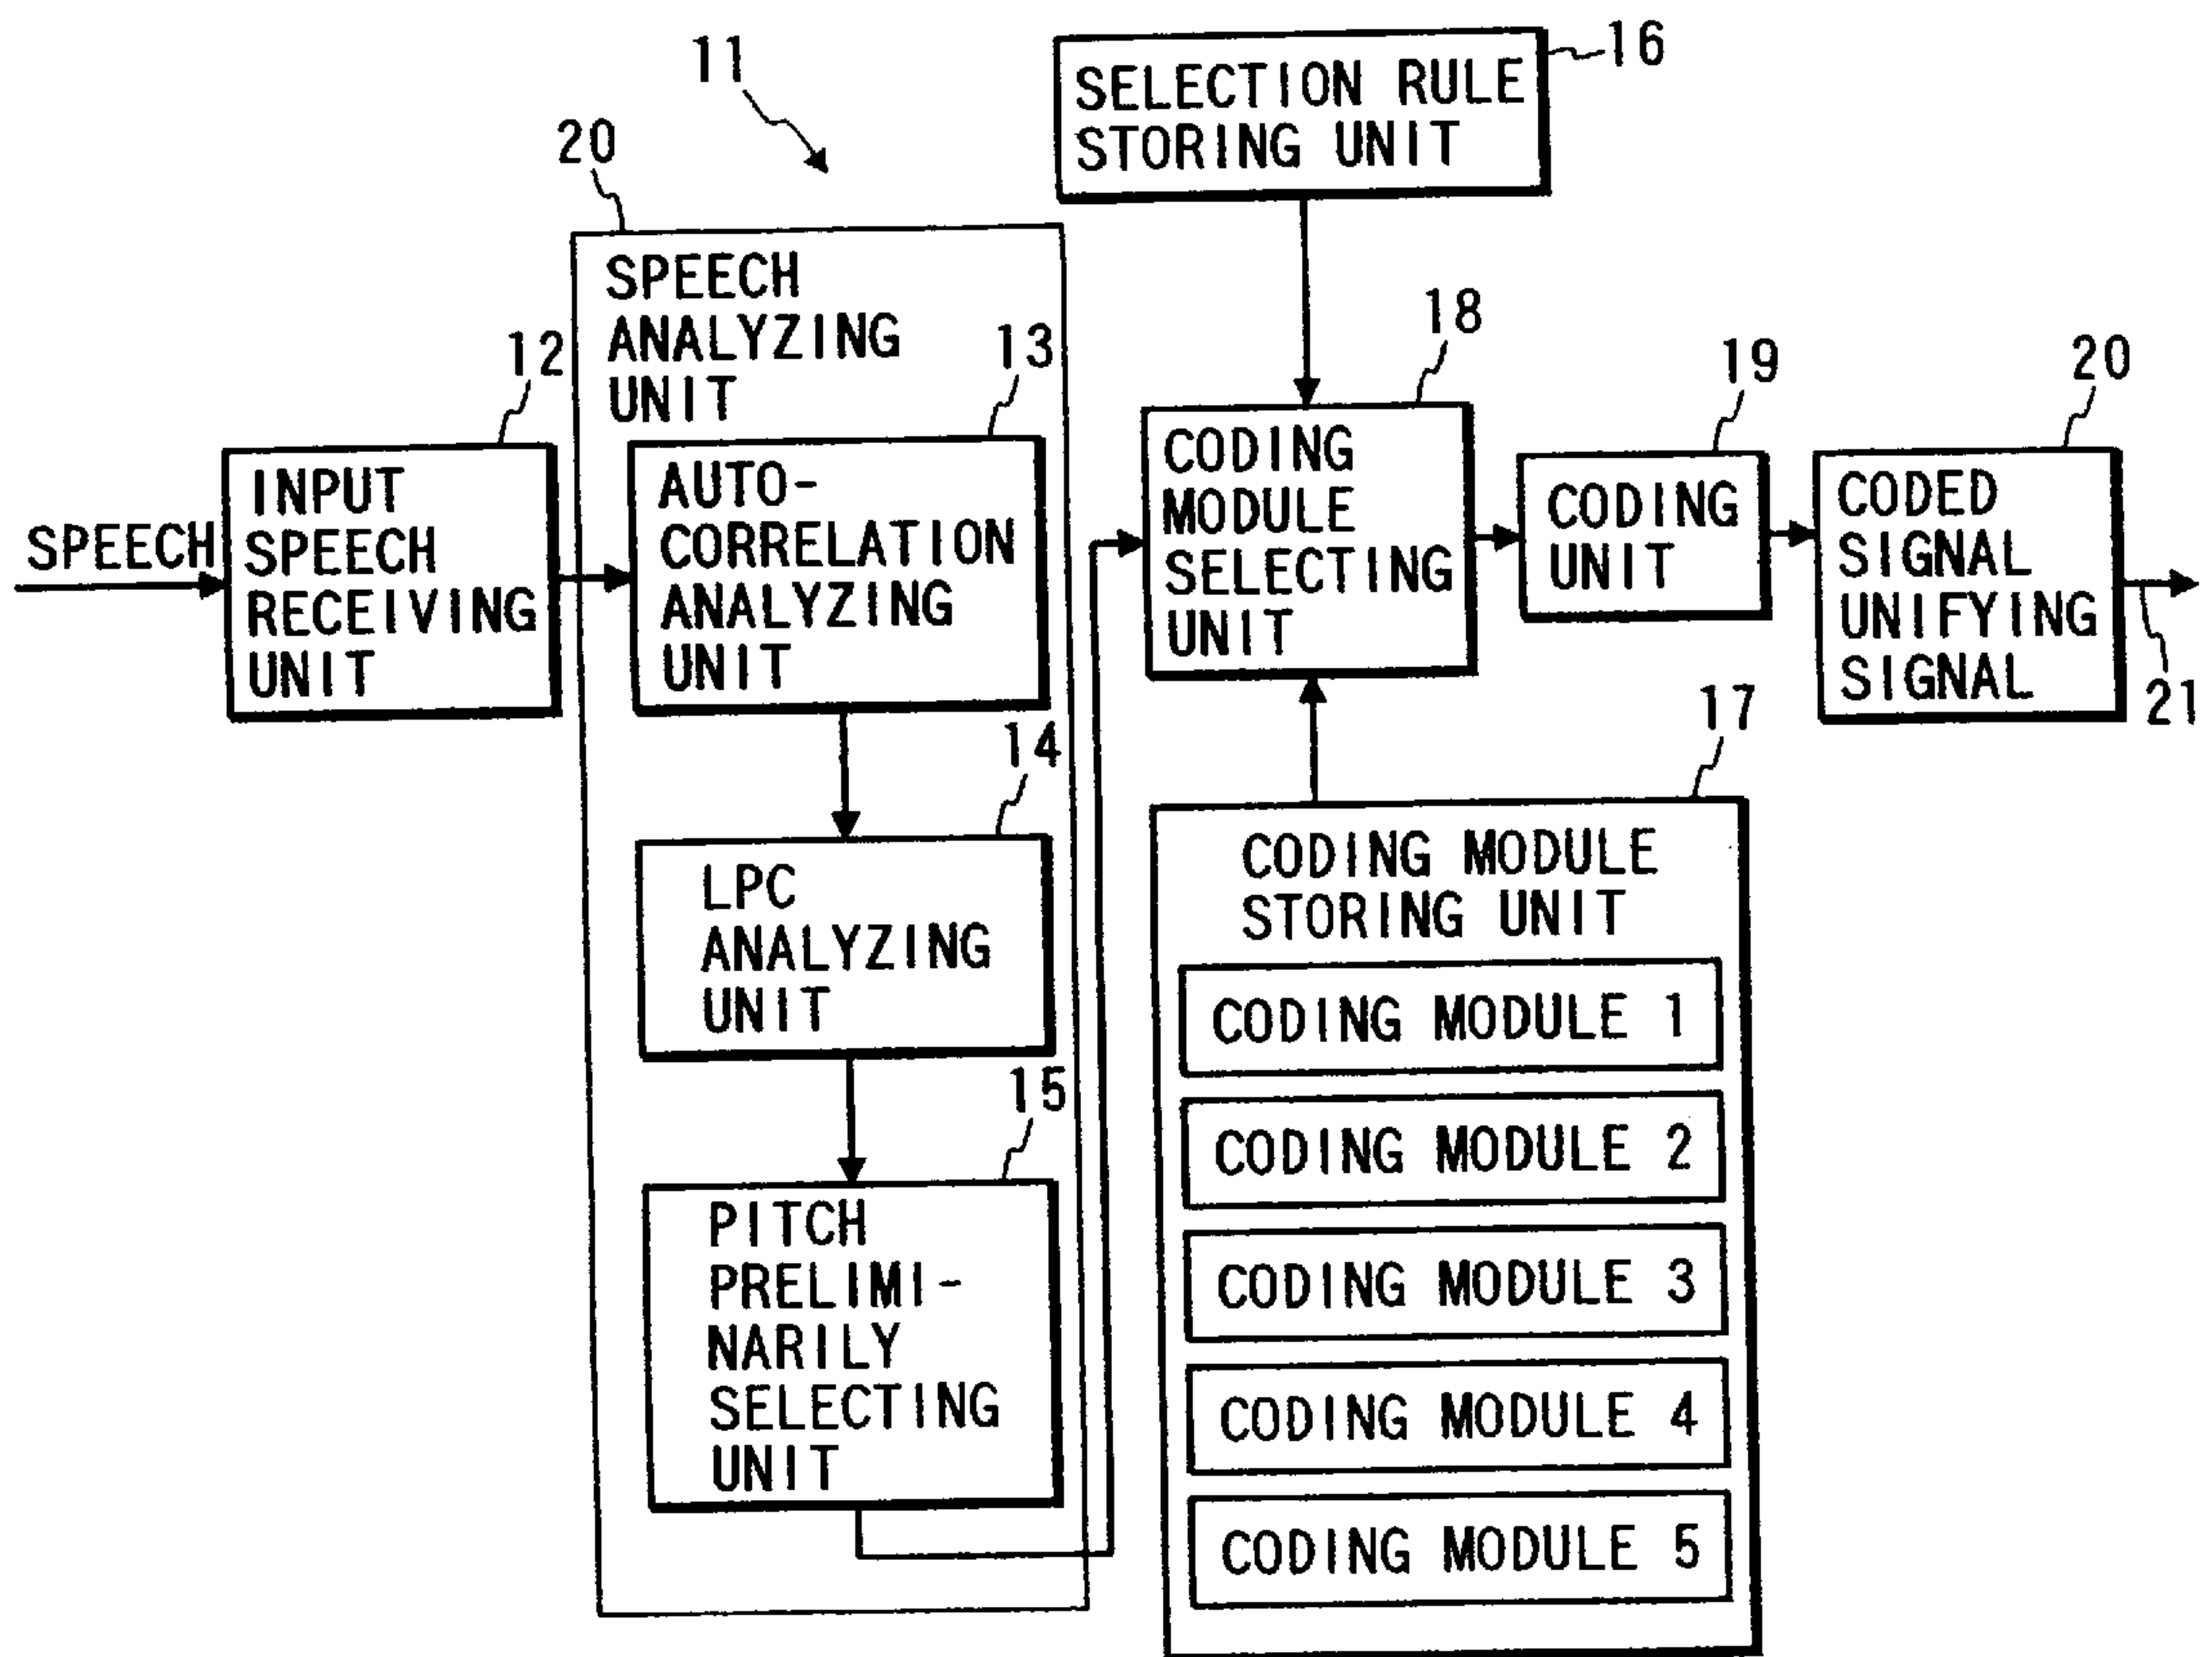 11
SELECTION RULE
STORING UNIT
16
20
SPEECH
ANALYZING
UNIT
12
13
18
19
20
SPEECH
INPUT
SPEECH
RECEIVING
UNIT
AUTO-
CORRELATION
ANALYZING
UNIT
CODING
MODULE
SELECTING
UNIT
CODING
UNIT
CODED
SIGNAL
UNIFYING
SIGNAL
21
14
LPC
ANALYZING
UNIT
15
PITCH
PRELIMI-
NARILY
SELECTING
UNIT
17
CODING MODULE
STORING UNIT
CODING MODULE 1
CODING MODULE 2
CODING MODULE 3
CODING MODULE 4
CODING MODULE 5